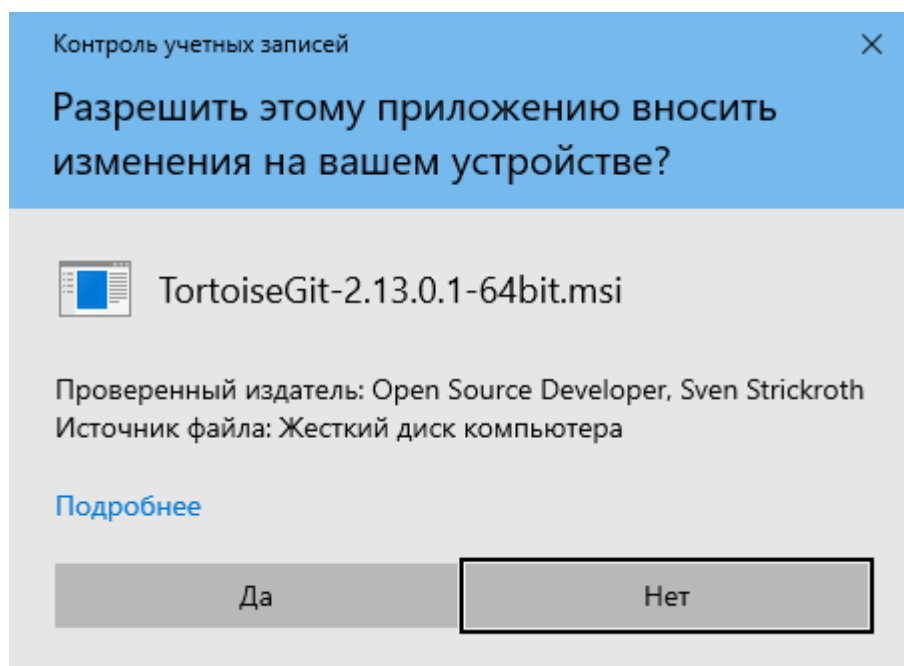 Контроль учетных записей
Разрешить этому приложению вносить
изменения на вашем устройстве?
TortoiseGit-2.13.0.1-64bit.msi
Проверенный издатель: Open Source Developer, Sven Strickroth
Источник файла: Жесткий диск компьютера
Подробнее
Да
Нет